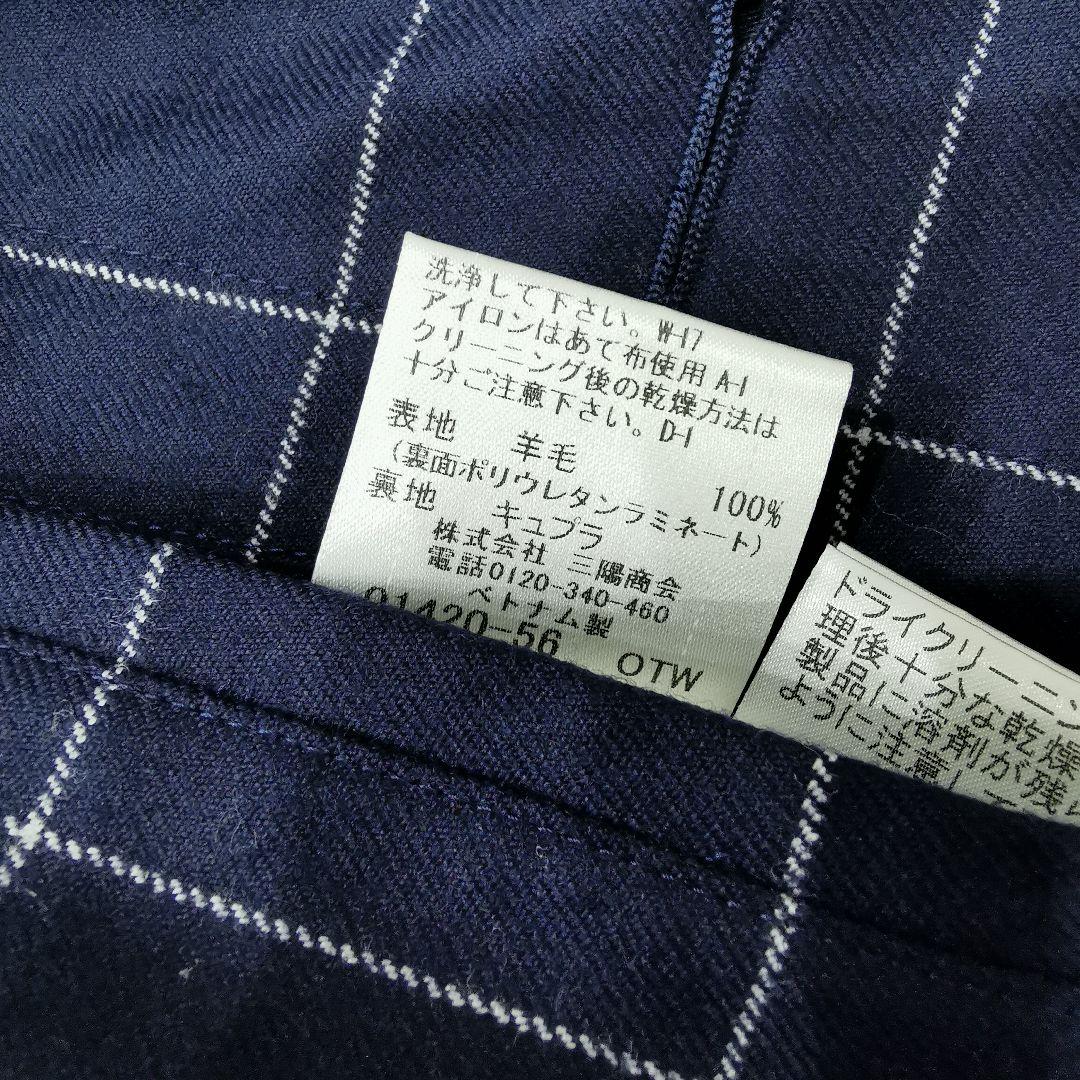 洗浄して下さい。W-17
アイロンはあて布使用 A-1
クリーニング後の乾燥方法は
十分ご注意下さい。D-1
表地 羊毛 100%
(裏面ポリウレタンラミネート)
裏地 キュプラ
株式会社 三陽商会
電話0120-340-460
ベトナム製
01420-56 OTW
ドライクリーニン
理後十分な乾燥
製品に溶剤が残
ように注意し